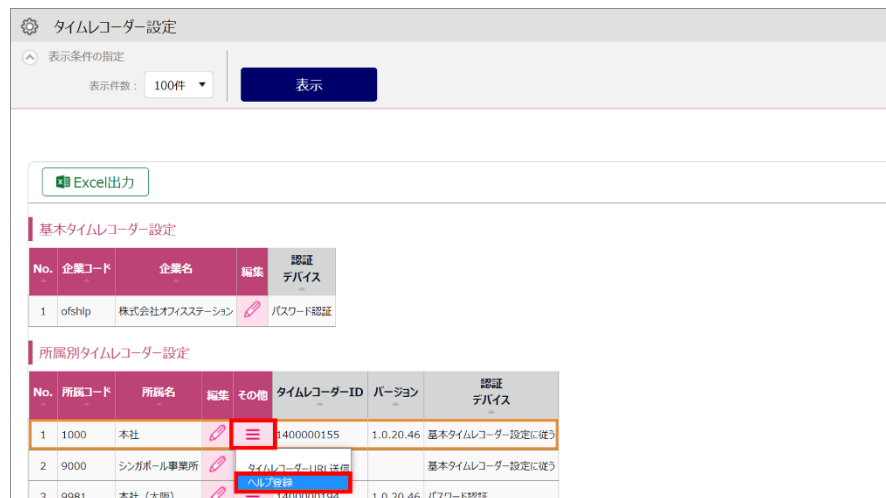 タイムレコーダー設定
表示条件の指定
表示件数： 100件 表示
Excel出力
基本タイムレコーダー設定
No. 企業コード 企業名 編集 認証
デバイス
1 ofship 株式会社オフィスステーション パスワード認証
所属別タイムレコーダー設定
No. 所属コード 所属名 編集 その他 タイムレコーダーID バージョン 認証
デバイス
1 1000 本社 1400000155 1.0.20.46 基本タイムレコーダー設定に従う
2 9000 シンガポール事業所 タイムレコーダーURL送信 基本タイムレコーダー設定に従う
ヘルプ登録
3 9981 本社（大阪） 1400000194 1.0.20.46 パスワード認証